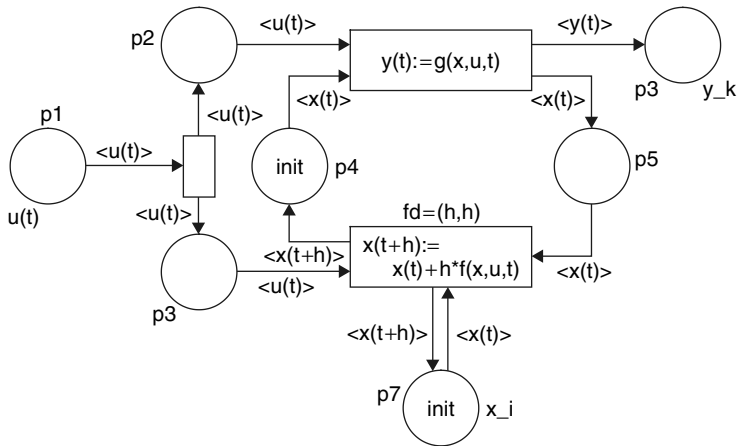 p2
<u(t)>
y(t):=g(x,u,t)
<y(t)>
p3
y_k
<x(t)>
<x(t)>
<u(t)>
p1
<u(t)>
u(t)
init
p4
p5
<u(t)>
p3
fd=(h,h)
x(t+h):=
x(t)+h*f(x,u,t)
<x(t+h)>
<u(t)>
<x(t)>
<x(t+h)>
<x(t)>
p7
init
x_i